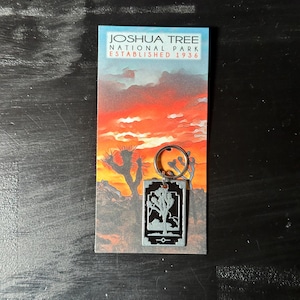 JOSHUA TREE
NATIONAL PARK
ESTABLISHED 1936